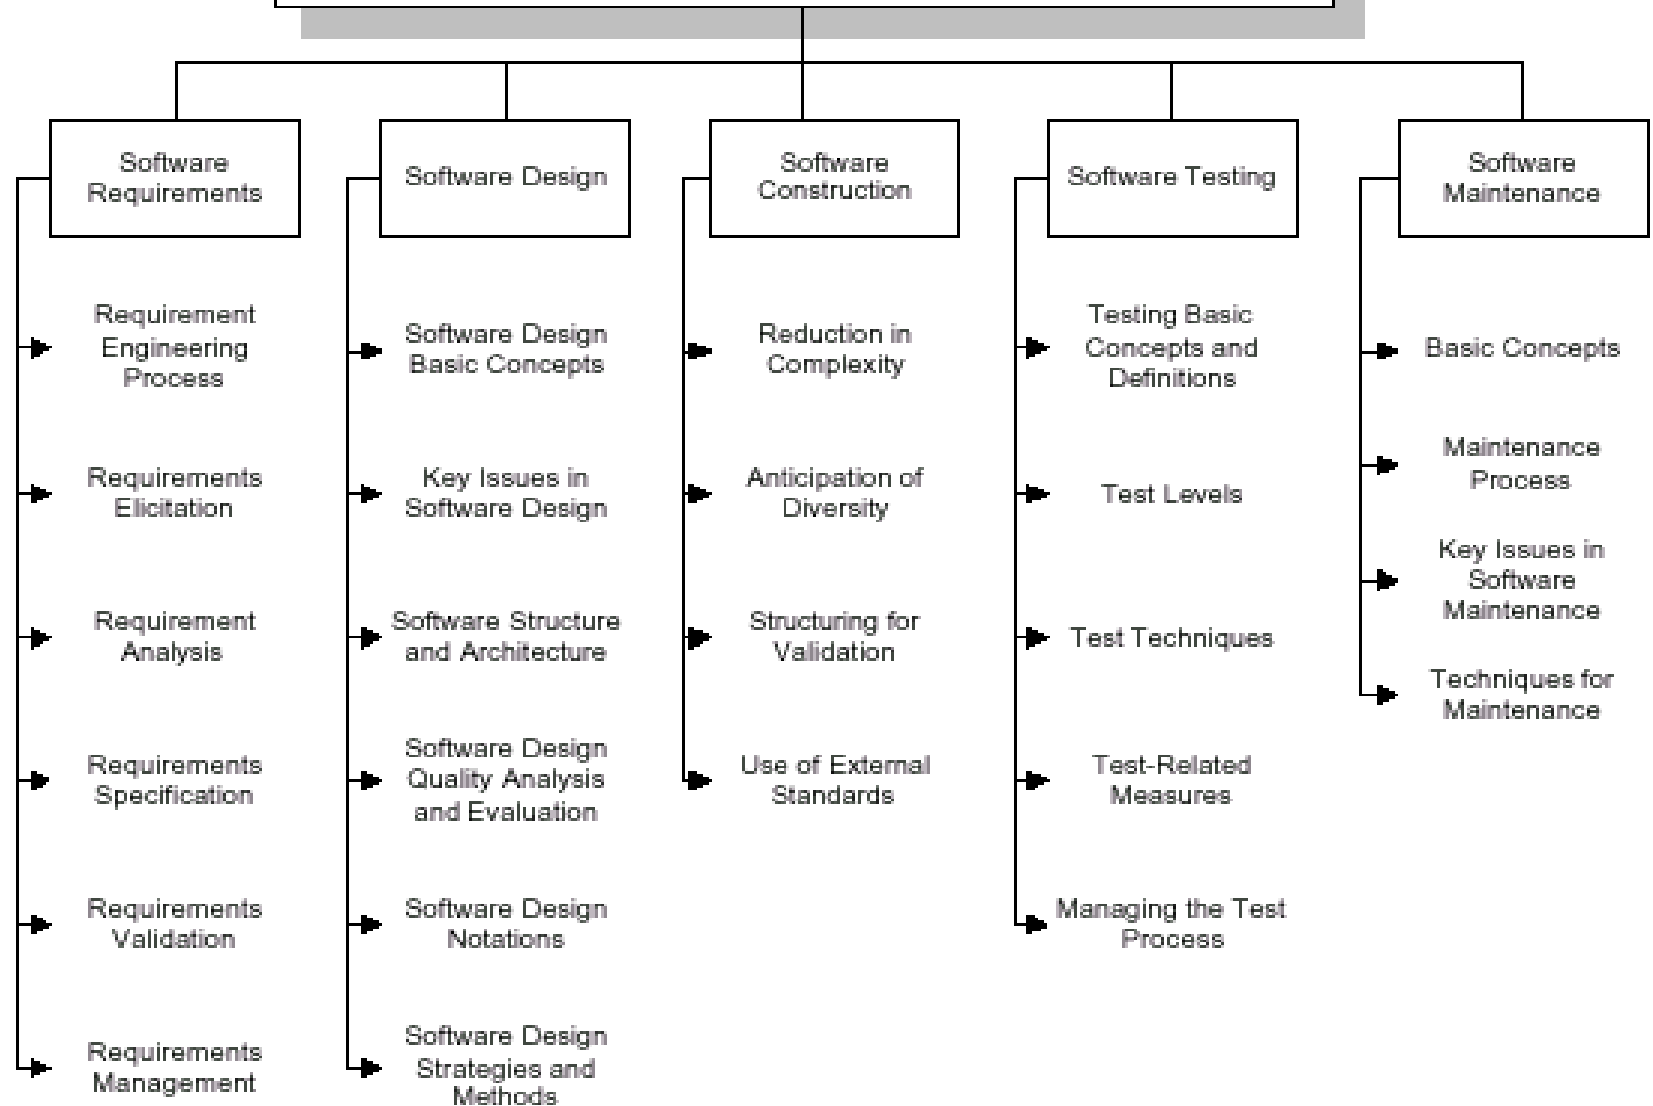 Software
Requirements
Requirement
Engineering
Process
Requirements
Elicitation
Requirement
Analysis
Requirements
Specification
Requirements
Validation
Requirements
Management
Software Design
Software Design
Basic Concepts
Key Issues in
Software Design
Software Structure
and Architecture
Software Design
Quality Analysis
and Evaluation
Software Design
Notations
Software Design
Strategies and
Methods
Software
Construction
Reduction in
Complexity
Anticipation of
Diversity
Structuring for
Validation
Use of External
Standards
Software Testing
Testing Basic
Concepts and
Definitions
Test Levels
Test Techniques
Test-Related
Measures
Managing the Test
Process
Software
Maintenance
Basic Concepts
Maintenance
Process
Key Issues in
Software
Maintenance
Techniques for
Maintenance